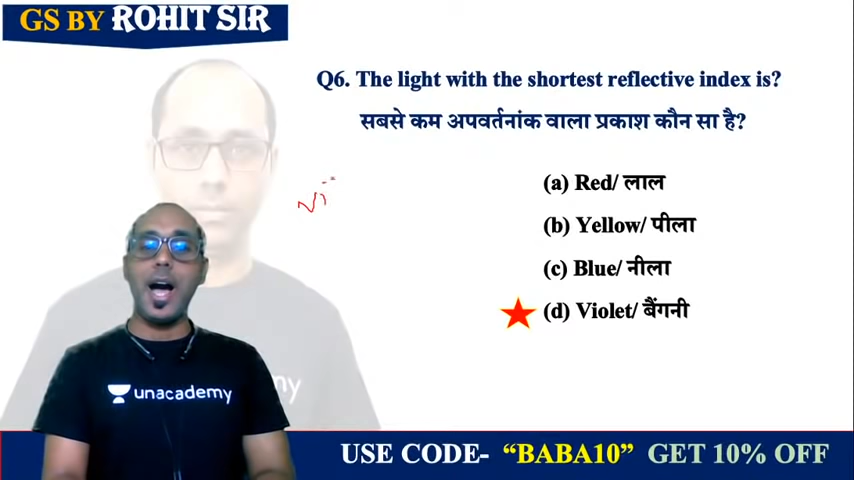 GS BY ROHIT SIR
Q6. The light with the shortest reflective index is?
सबसे कम अपवर्तनांक वाला प्रकाश कौन सा है?
(a) Red/ लाल
(b) Yellow/ पीला
(c) Blue/ नीला
(d) Violet/ बैंगनी
unacademy
USE CODE- “BABA10” GET 10% OFF